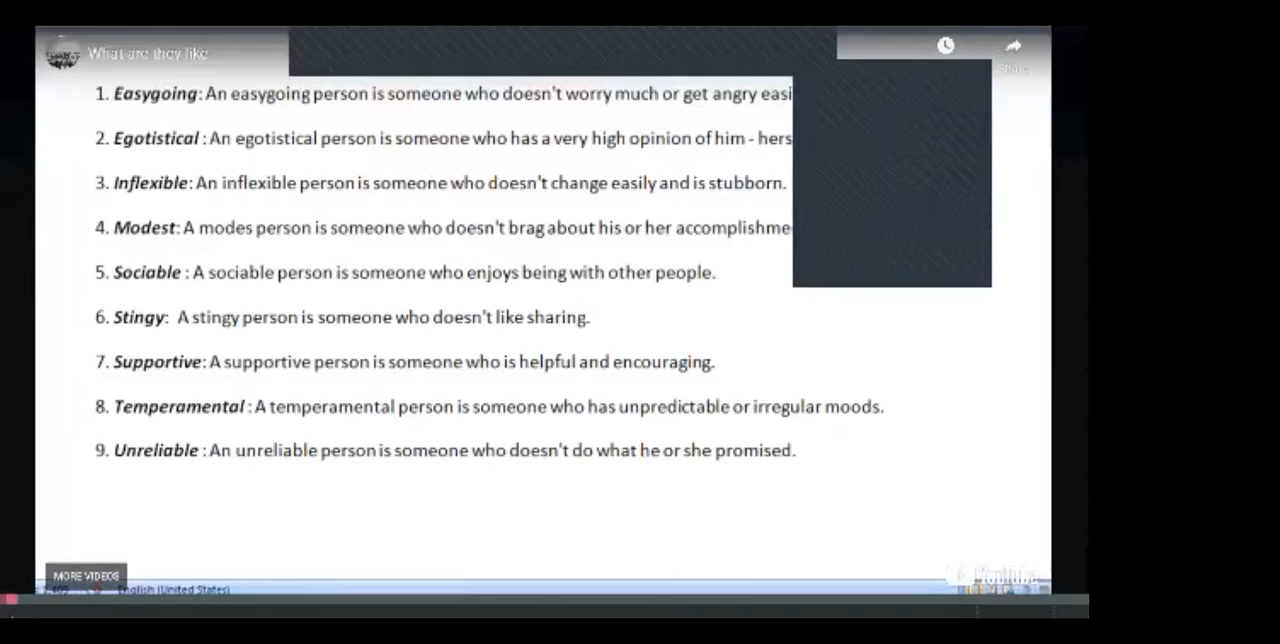 What are they like
Share
1. Easygoing: An easygoing person is someone who doesn't worry much or get angry easi
2. Egotistical : An egotistical person is someone who has a very high opinion of him - hers
3. Inflexible: An inflexible person is someone who doesn't change easily and is stubborn.
4. Modest: A modes person is someone who doesn't brag about his or her accomplishme
5. Sociable : A sociable person is someone who enjoys being with other people.
6. Stingy: A stingy person is someone who doesn't like sharing.
7. Supportive: A supportive person is someone who is helpful and encouraging.
8. Temperamental : A temperamental person is someone who has unpredictable or irregular moods.
9. Unreliable : An unreliable person is someone who doesn't do what he or she promised.
MORE VIDEOS
YouTube
English (United States)